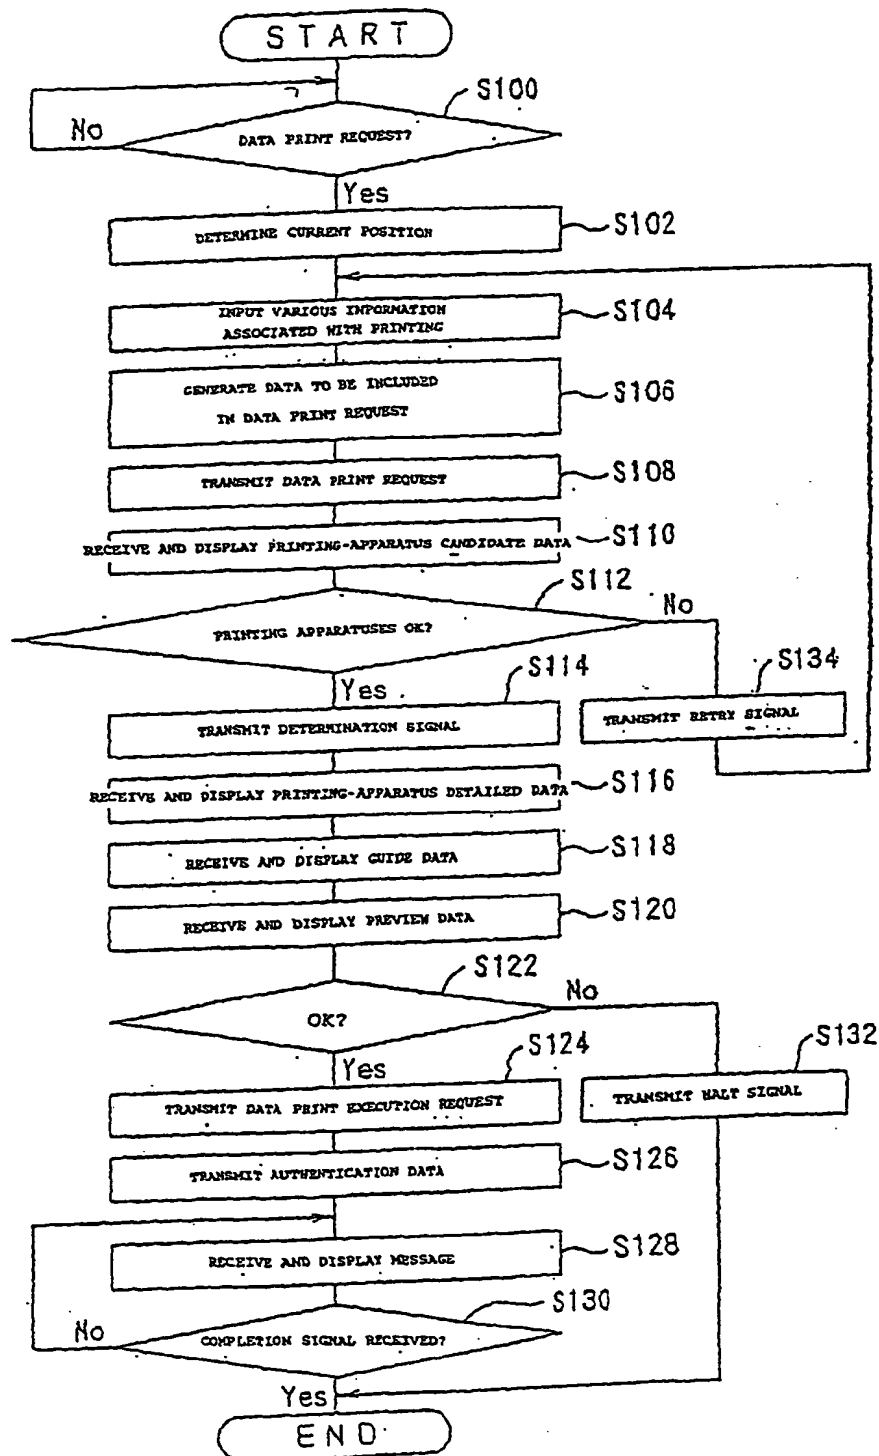 START
S100
No
DATA PRINT REQUEST?
Yes
DETERMINE CURRENT POSITION
S102
INPUT VARIOUS INFORMATION
ASSOCIATED WITH PRINTING
S104
GENERATE DATA TO BE INCLUDED
IN DATA PRINT REQUEST
S106
TRANSMIT DATA PRINT REQUEST
S108
RECEIVE AND DISPLAY PRINTING-APPARATUS CANDIDATE DATA
S110
S112
No
PRINTING APPARATUSES OK?
Yes
S114
S134
TRANSMIT DETERMINATION SIGNAL
TRANSMIT RETRY SIGNAL
RECEIVE AND DISPLAY PRINTING-APPARATUS DETAILED DATA
S116
RECEIVE AND DISPLAY GUIDE DATA
S118
RECEIVE AND DISPLAY PREVIEW DATA
S120
S122
No
OK?
Yes
S124
S132
TRANSMIT DATA PRINT EXECUTION REQUEST
TRANSMIT HALT SIGNAL
TRANSMIT AUTHENTICATION DATA
S126
RECEIVE AND DISPLAY MESSAGE
S128
S130
No
COMPLETION SIGNAL RECEIVED?
Yes
END